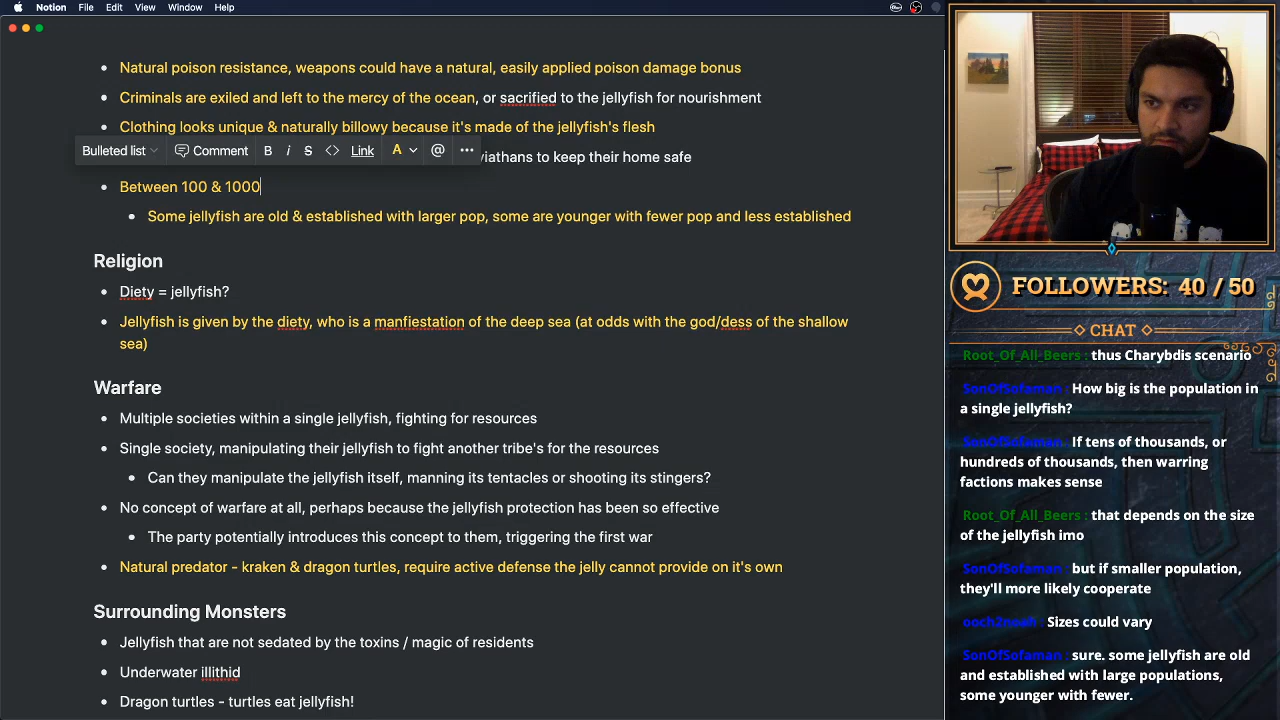 Notion File Edit View Window Help
Natural poison resistance, weapons could have a natural, easily applied poison damage bonus
Criminals are exiled and left to the mercy of the ocean, or sacrified to the jellyfish for nourishment
Clothing looks unique & naturally billowy because it's made of the jellyfish's flesh
Bulleted list Comment B i S <> Link A @ •••
viathans to keep their home safe
Between 100 & 1000
Some jellyfish are old & established with larger pop, some are younger with fewer pop and less established
Religion
Diety = jellyfish?
Jellyfish is given by the diety, who is a manfiestation of the deep sea (at odds with the god/dess of the shallow
sea)
Warfare
Multiple societies within a single jellyfish, fighting for resources
Single society, manipulating their jellyfish to fight another tribe's for the resources
Can they manipulate the jellyfish itself, manning its tentacles or shooting its stingers?
No concept of warfare at all, perhaps because the jellyfish protection has been so effective
The party potentially introduces this concept to them, triggering the first war
Natural predator - kraken & dragon turtles, require active defense the jelly cannot provide on it's own
Surrounding Monsters
Jellyfish that are not sedated by the toxins / magic of residents
Underwater illithid
Dragon turtles - turtles eat jellyfish!
FOLLOWERS: 40 / 50
CHAT
Root_Of_All_Beers : thus Charybdis scenario
SonOfSofaman : How big is the population in
a single jellyfish?
SonOfSofaman : If tens of thousands, or
hundreds of thousands, then warring
factions makes sense
Root_Of_All_Beers : that depends on the size
of the jellyfish imo
SonOfSofaman : but if smaller population,
they'll more likely cooperate
: Sizes could vary
SonOfSofaman : sure. some jellyfish are old
and established with large populations,
some younger with fewer.